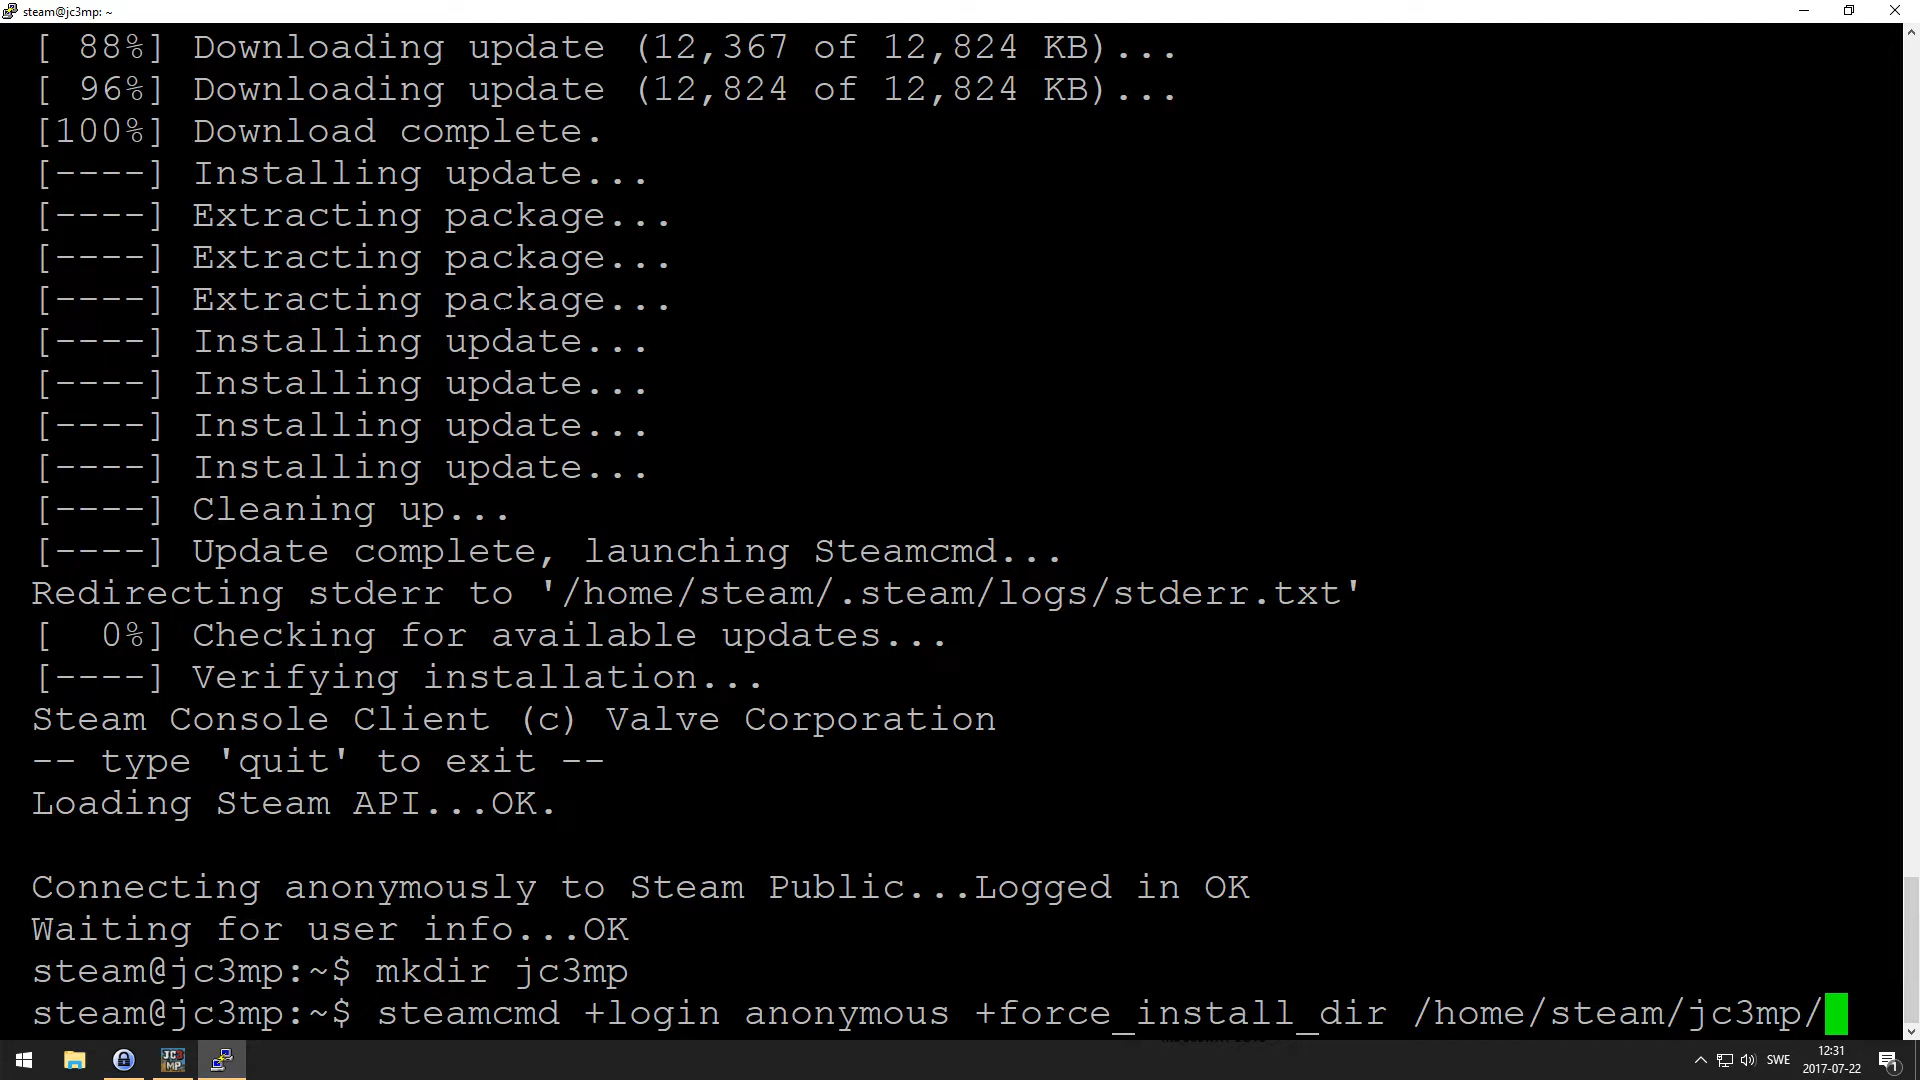 steam@jc3mp: ~
[ 88%] Downloading update (12,367 of 12,824 KB)...
[ 96%] Downloading update (12,824 of 12,824 KB)...
[100%] Download complete.
[----] Installing update...
[----] Extracting package...
[----] Extracting package...
[----] Extracting package...
[----] Installing update...
[----] Installing update...
[----] Installing update...
[----] Installing update...
[----] Cleaning up...
[----] Update complete, launching Steamcmd...
Redirecting stderr to '/home/steam/.steam/logs/stderr.txt'
[  0%] Checking for available updates...
[----] Verifying installation...
Steam Console Client (c) Valve Corporation
-- type 'quit' to exit --
Loading Steam API...OK.
Connecting anonymously to Steam Public...Logged in OK
Waiting for user info...OK
steam@jc3mp:~$ mkdir jc3mp
steam@jc3mp:~$ steamcmd +login anonymous +force_install_dir /home/steam/jc3mp/
JC3
MP
SWE
12:31
2017-07-22
1